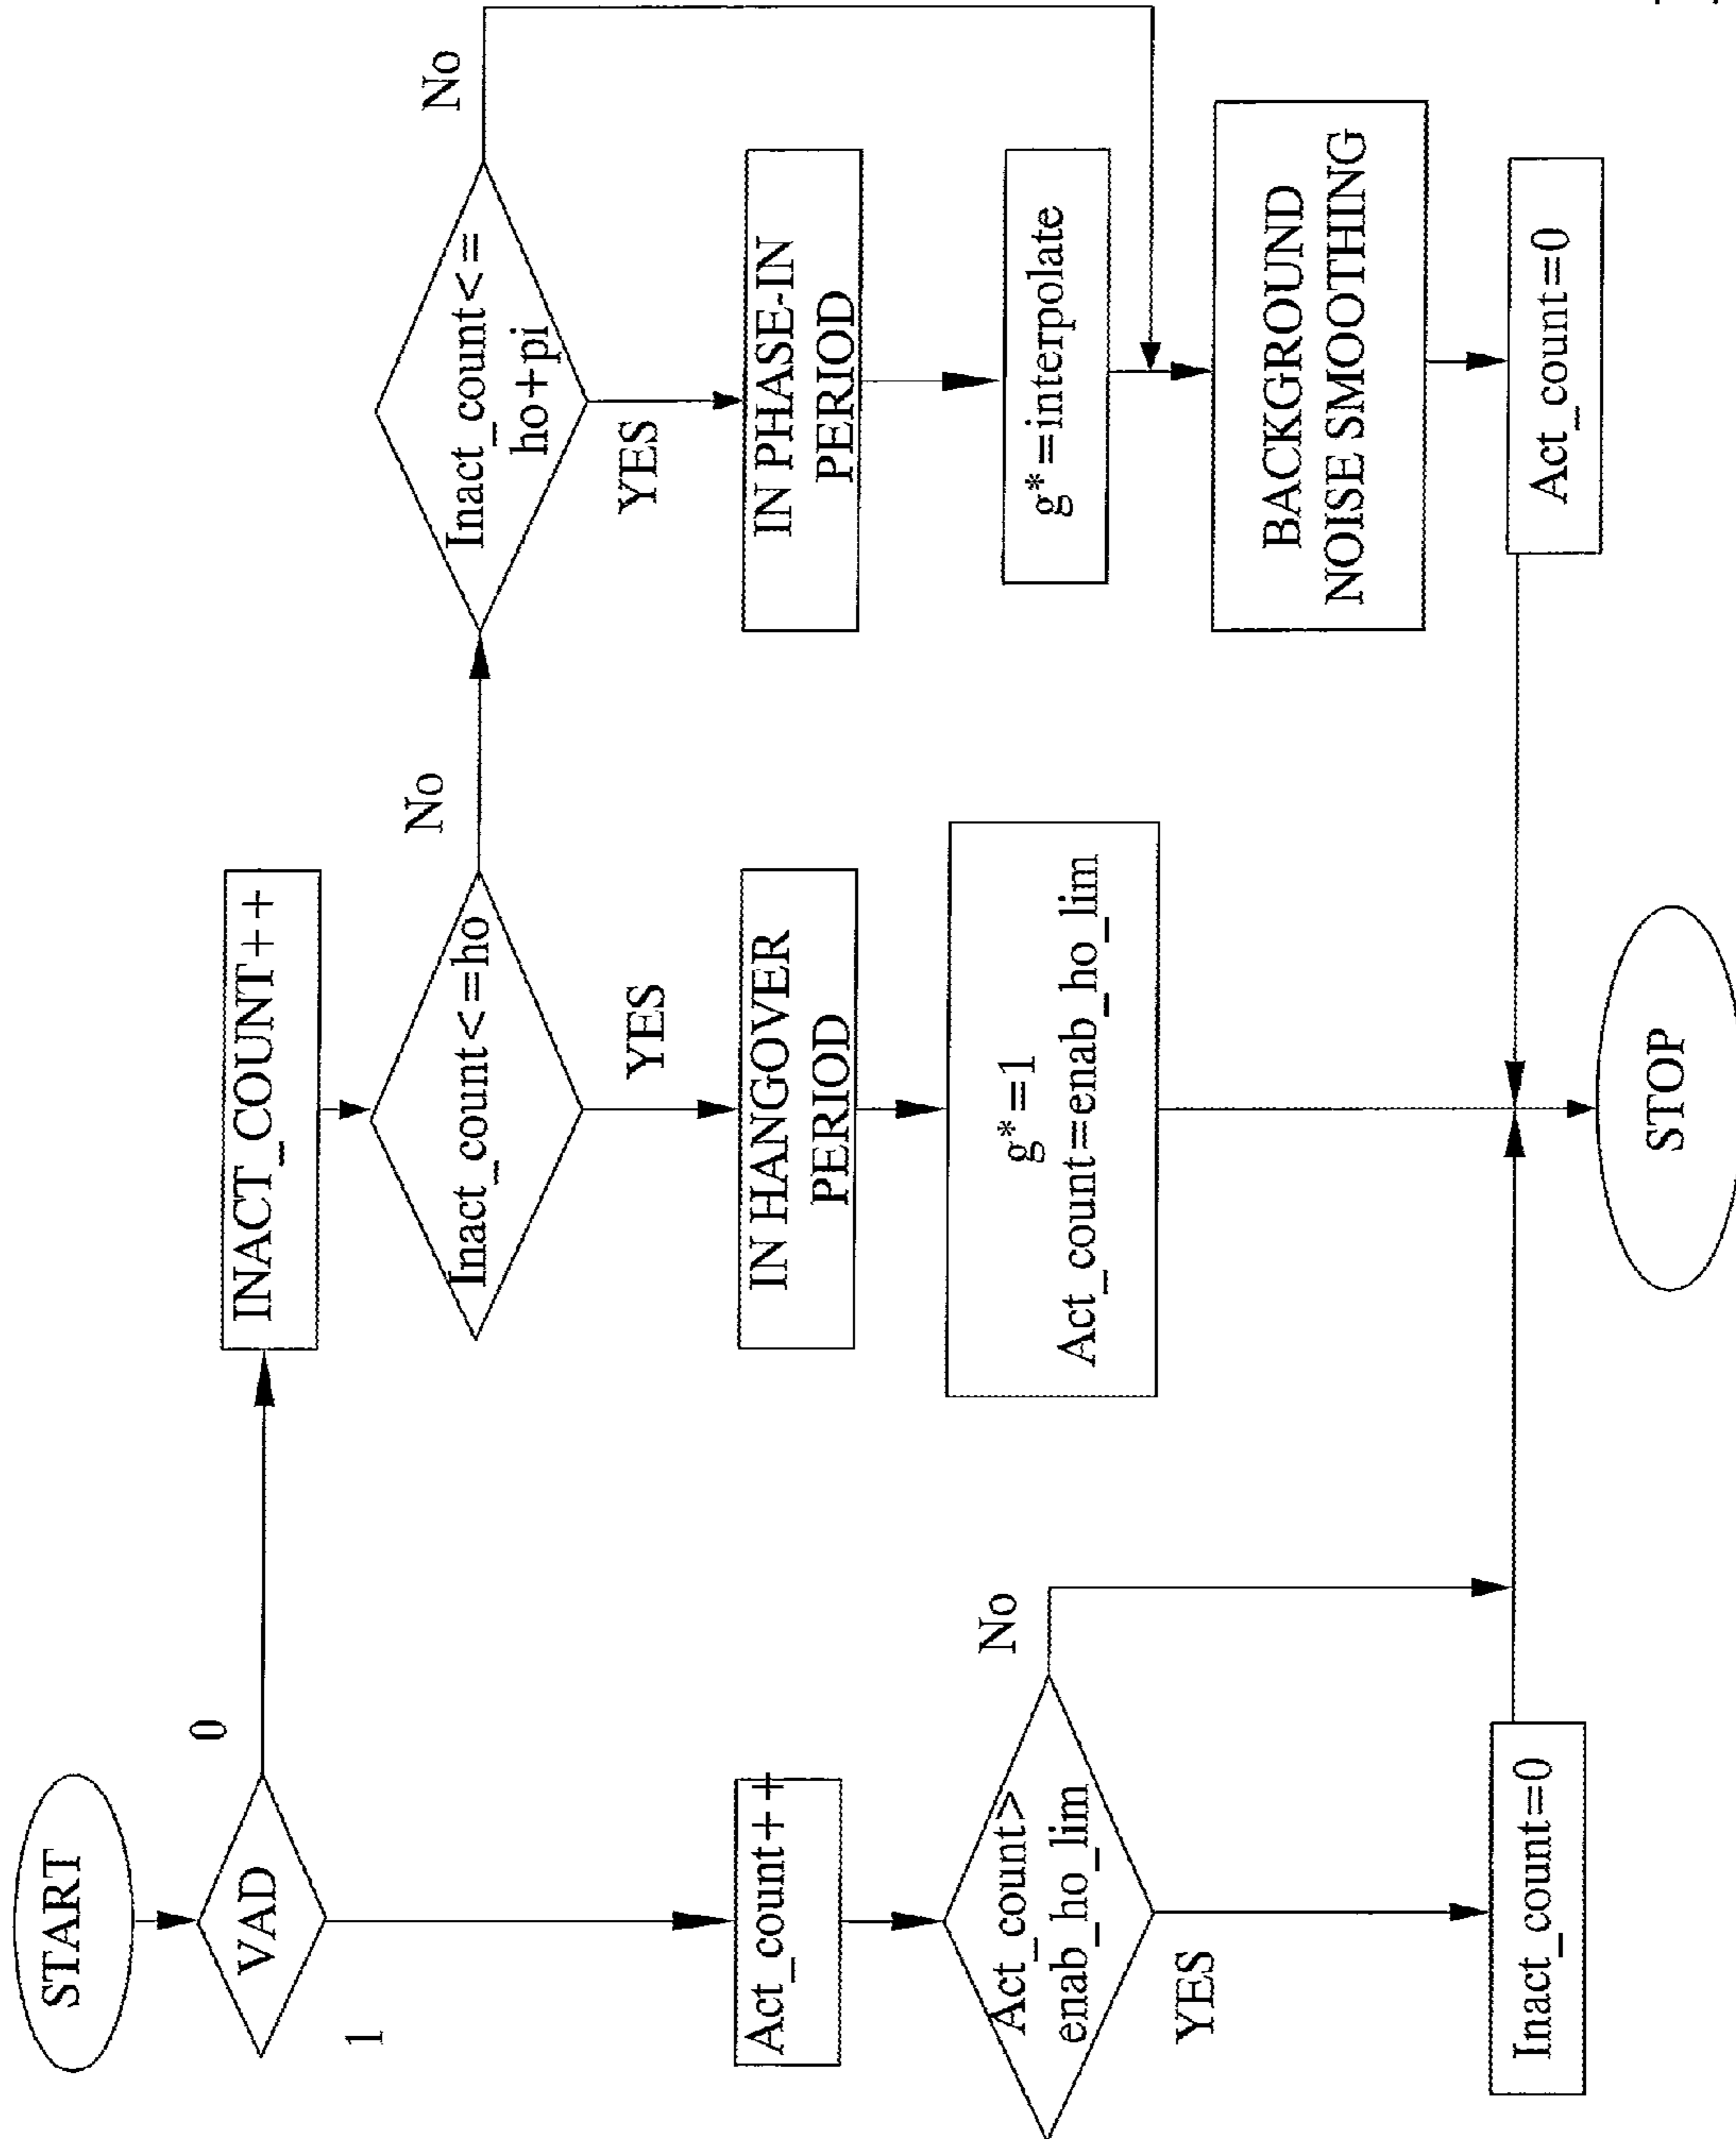 START
VAD
0
1
INACT_COUNT++
Inact_count<=ho
No
YES
Inact_count<=
ho+pi
No
YES
Act_count++
IN HANGOVER
PERIOD
IN PHASE-IN
PERIOD
Act_count>
enab_ho_lim
No
YES
g*=1
Act_count=enab_ho_lim
g*=interpolate
BACKGROUND
NOISE SMOOTHING
Inact_count=0
Act_count=0
STOP